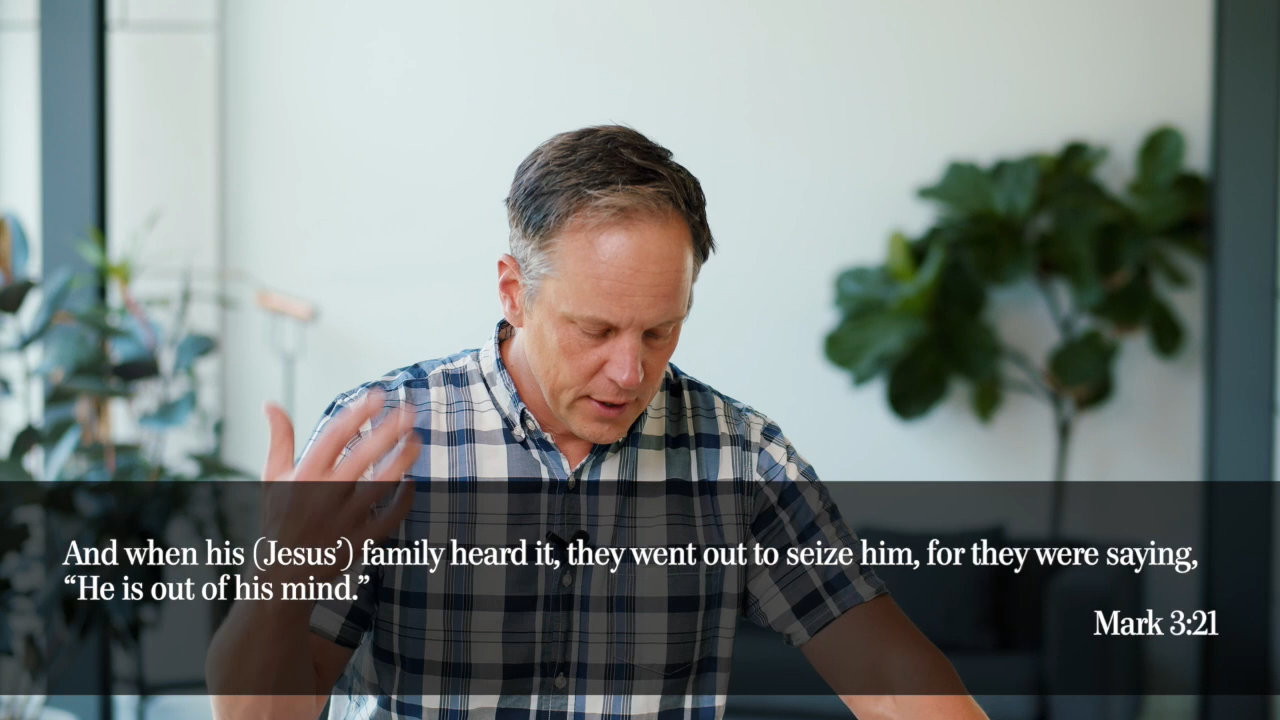 And when his (Jesus’) family heard it, they went out to seize him, for they were saying,
“He is out of his mind.”
Mark 3:21